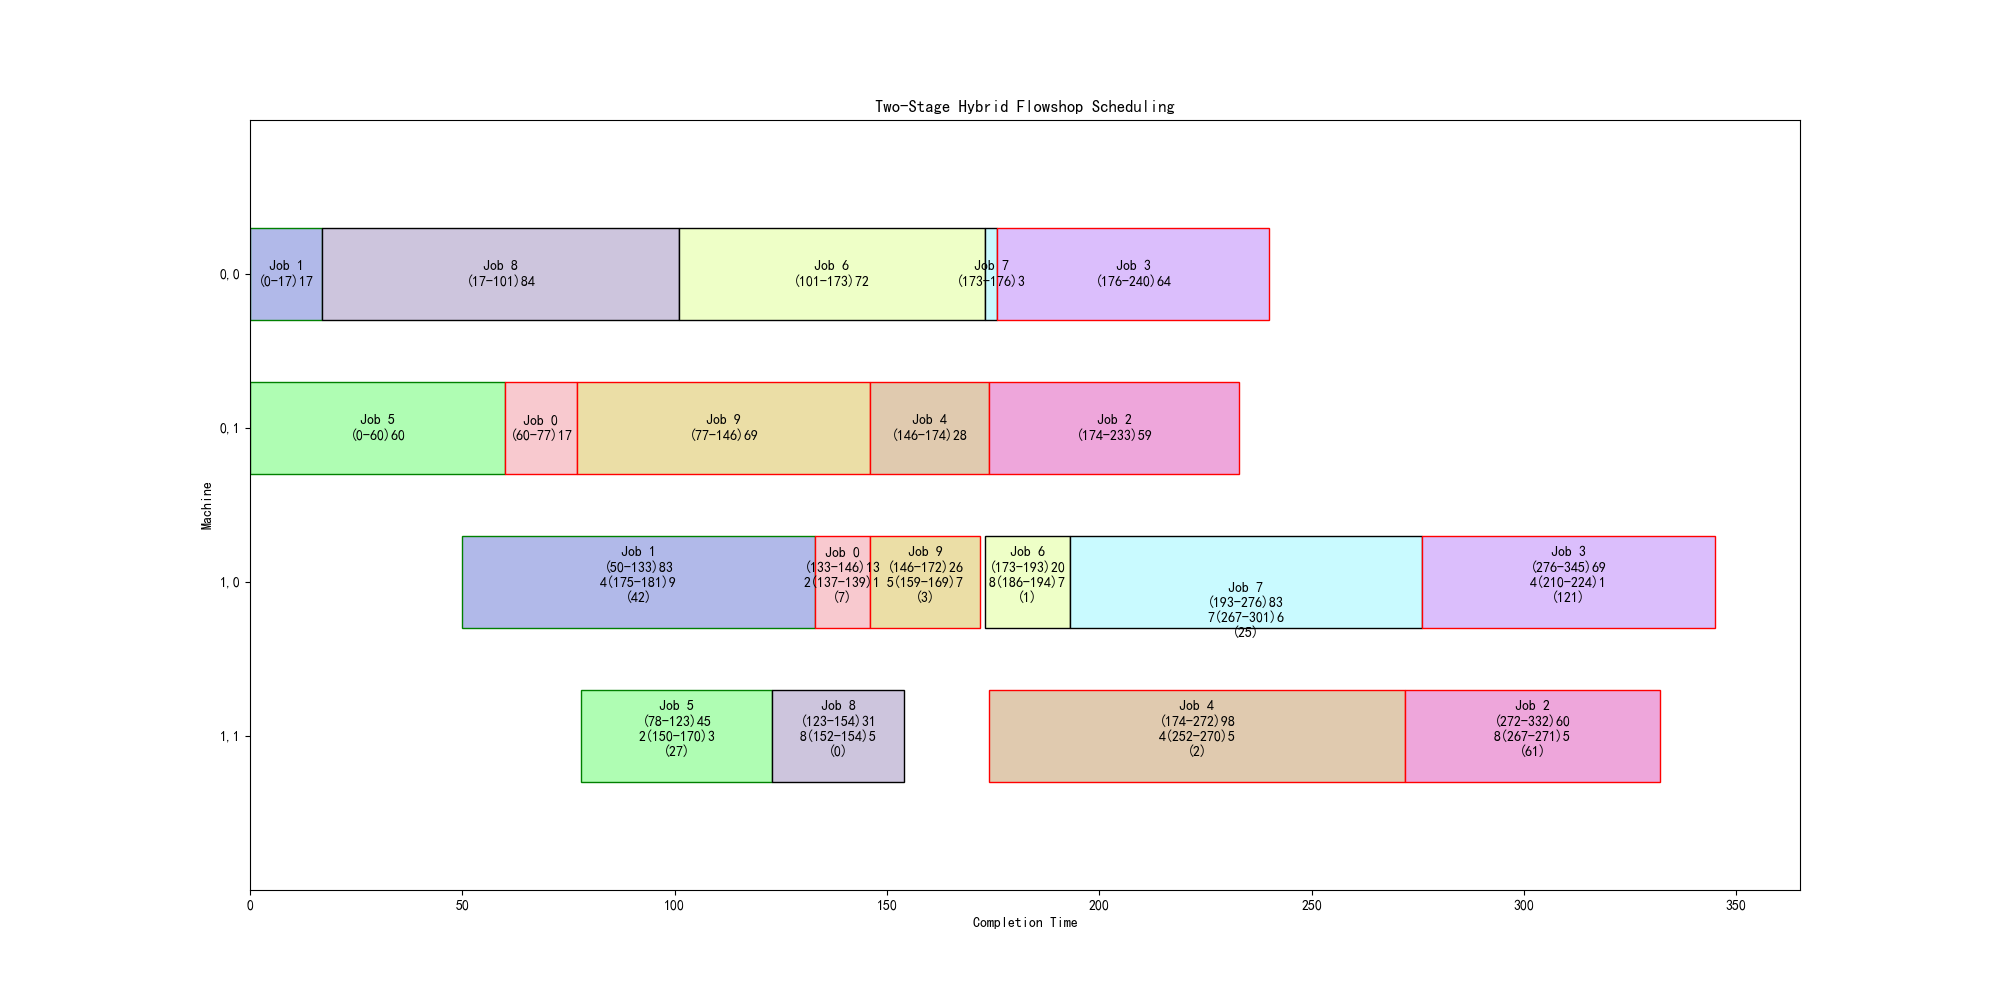 Two-Stage Hybrid Flowshop Scheduling
0,0
Job 1
(0-17)17
Job 8
(17-101)84
Job 6
(101-173)72
Job 7
(173-176)3
Job 3
(176-240)64
0,1
Job 5
(0-60)60
Job 0
(60-77)17
Job 9
(77-146)69
Job 4
(146-174)28
Job 2
(174-233)59
Machine
1,0
Job 1
(50-133)83
4(175-181)9
(42)
Job 0
(133-146)13
2(137-139)1
(7)
Job 9
(146-172)26
5(159-169)7
(3)
Job 6
(173-193)20
8(186-194)7
(1)
Job 7
(193-276)83
7(267-301)6
(25)
Job 3
(276-345)69
4(210-224)1
(121)
1,1
Job 5
(78-123)45
2(150-170)3
(27)
Job 8
(123-154)31
8(152-154)5
(0)
Job 4
(174-272)98
4(252-270)5
(2)
Job 2
(272-332)60
8(267-271)5
(61)
0
50
100
150
200
250
300
350
Completion Time